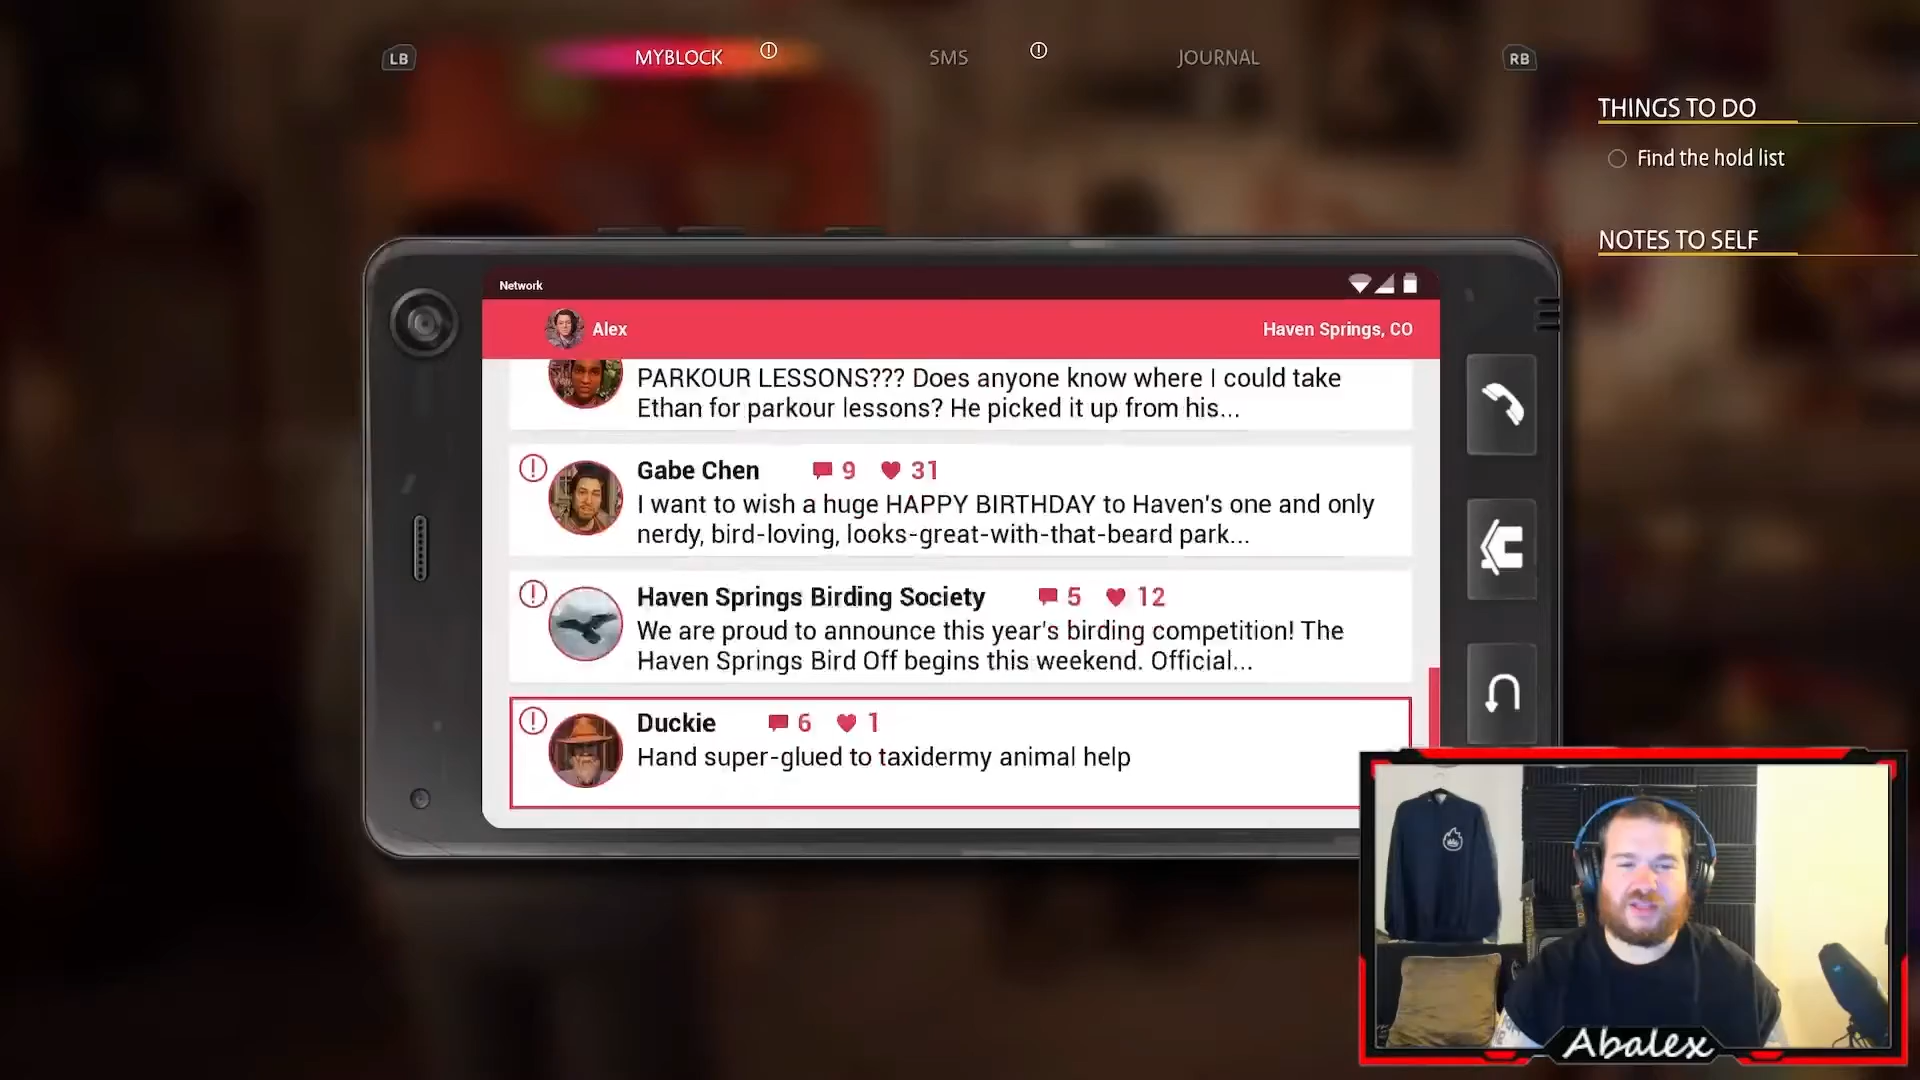 LB
MYBLOCK
SMS
JOURNAL
RB
THINGS TO DO
Find the hold list
NOTES TO SELF
Network
Alex
Haven Springs, CO
PARKOUR LESSONS??? Does anyone know where I could take
Ethan for parkour lessons? He picked it up from his...
Gabe Chen 9 31
I want to wish a huge HAPPY BIRTHDAY to Haven's one and only
nerdy, bird-loving, looks-great-with-that-beard park...
Haven Springs Birding Society 5 12
We are proud to announce this year's birding competition! The
Haven Springs Bird Off begins this weekend. Official...
Duckie 6 1
Hand super-glued to taxidermy animal help
Abalex